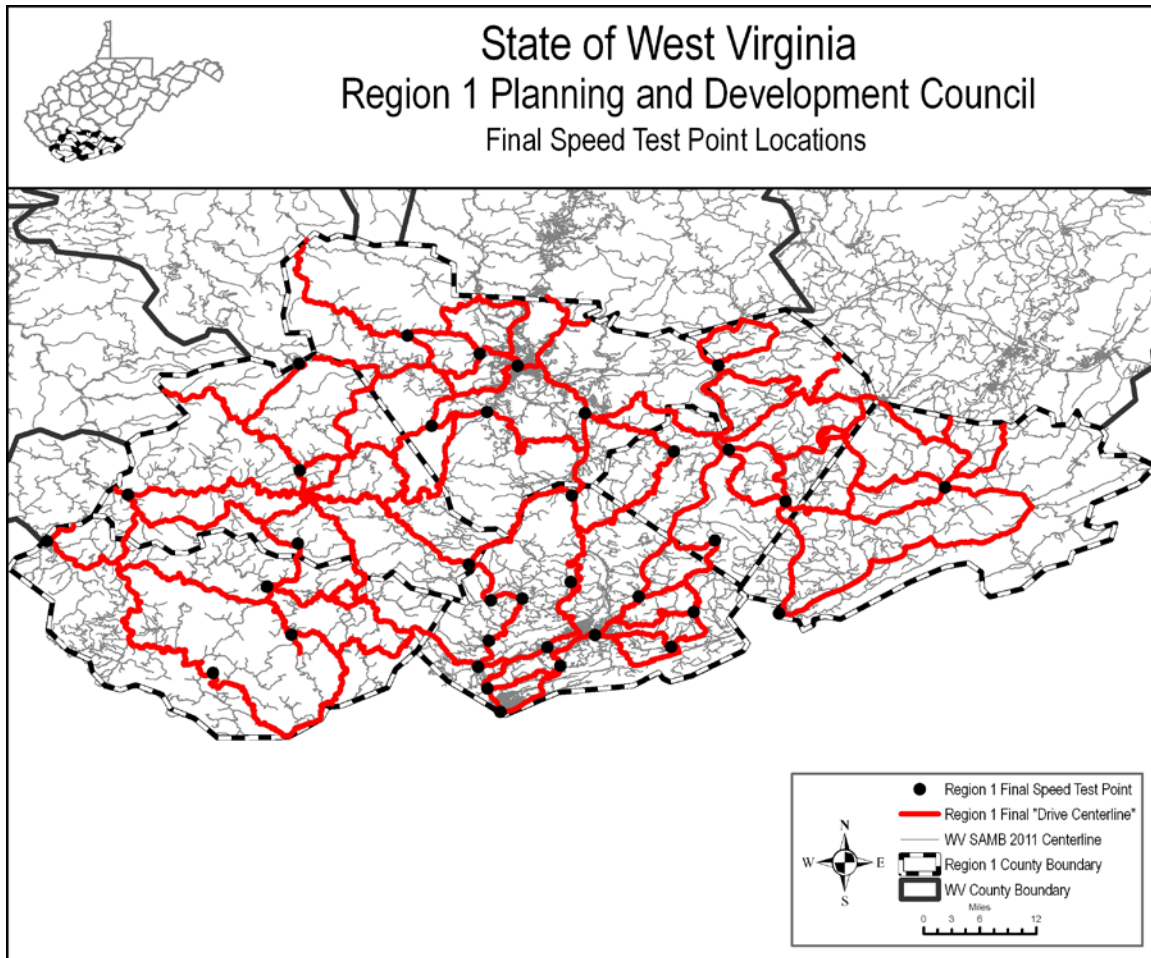 State of West Virginia
Region 1 Planning and Development Council
Final Speed Test Point Locations
Region 1 Final Speed Test Point
Region 1 Final "Drive Centerline"
WV SAMB 2011 Centerline
Region 1 County Boundary
WV County Boundary
N
W E
S
Miles
0 3 6 12